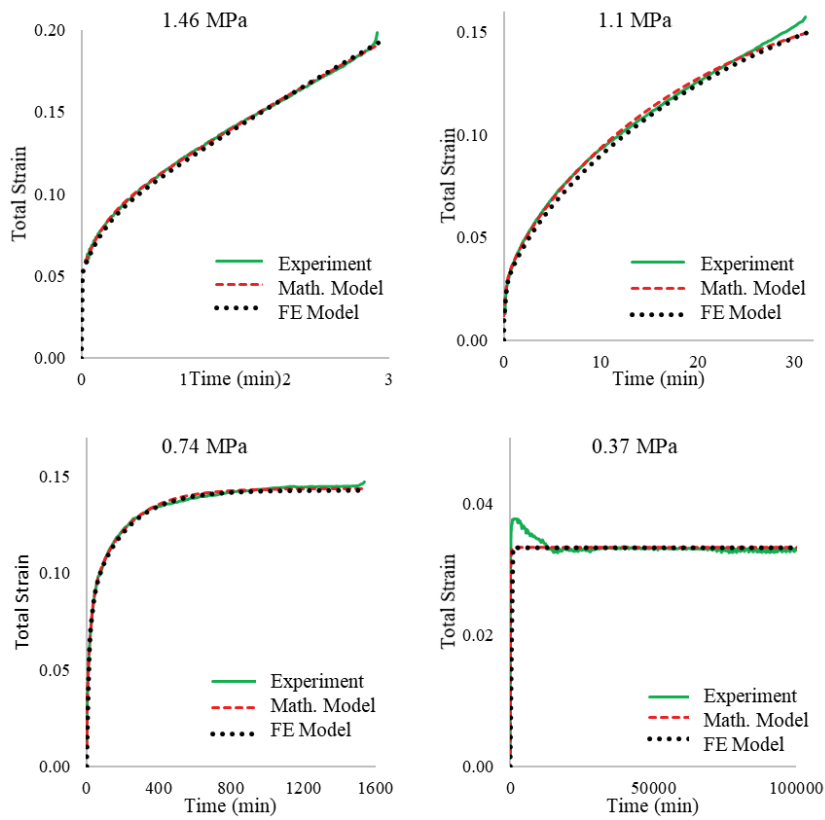 1.46 MPa
0.20
0.15
0.10
0.05
0.00
Total Strain
Experiment
Math. Model
FE Model
0
1Time (min)2
3
1.1 MPa
0.15
0.10
0.05
0.00
Total Strain
Experiment
Math. Model
FE Model
0 10 20 30
Time (min)
0.74 MPa
0.15
0.10
0.05
0.00
Total Strain
Experiment
Math. Model
FE Model
0 400 800 1200 1600
Time (min)
0.37 MPa
0.04
0.02
0.00
Total Strain
Experiment
Math. Model
FE Model
0 50000 100000
Time (min)